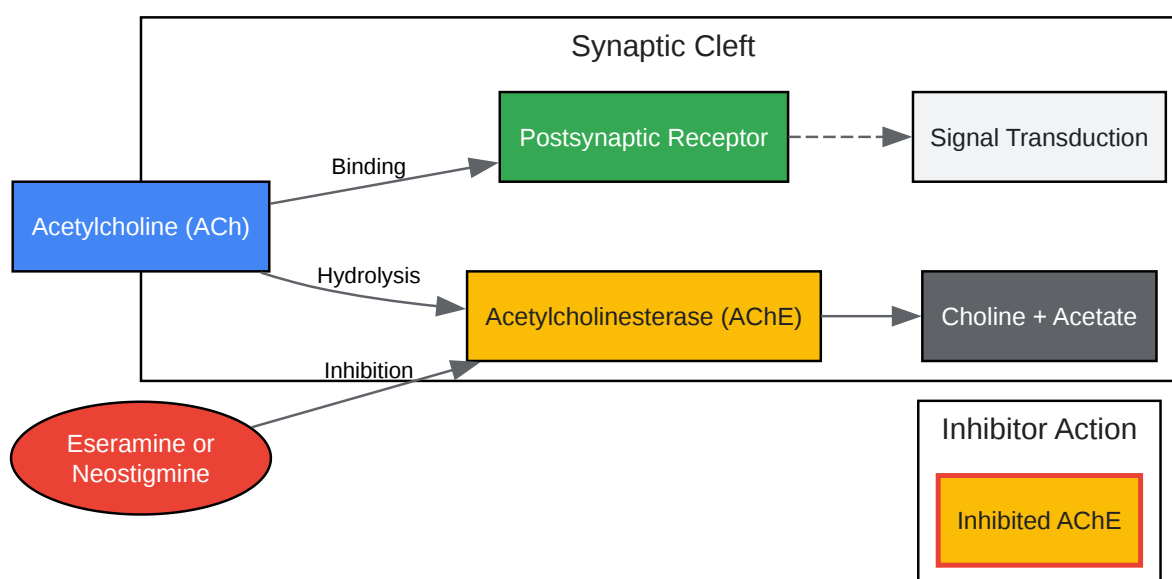 Synaptic Cleft
Postsynaptic Receptor
Signal Transduction
Binding
Acetylcholine (ACh)
Hydrolysis
Acetylcholinesterase (AChE)
Choline + Acetate
Inhibition
Eseramine or
Neostigmine
Inhibitor Action
Inhibited AChE